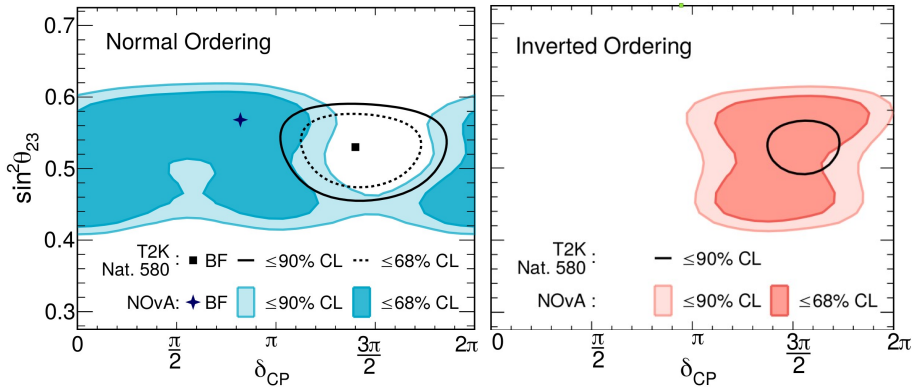 Normal Ordering
0.7
0.6
0.5
0.4
0.3
sin²θ₂₃
T2K
Nat. 580 : BF ≤90% CL ≤68% CL
NOνA: BF ≤90% CL ≤68% CL
0 π/2 π 3π/2 2π
δCP
Inverted Ordering
T2K
Nat. 580 : ≤90% CL
NOνA : ≤90% CL ≤68% CL
0 π/2 π 3π/2 2π
δCP